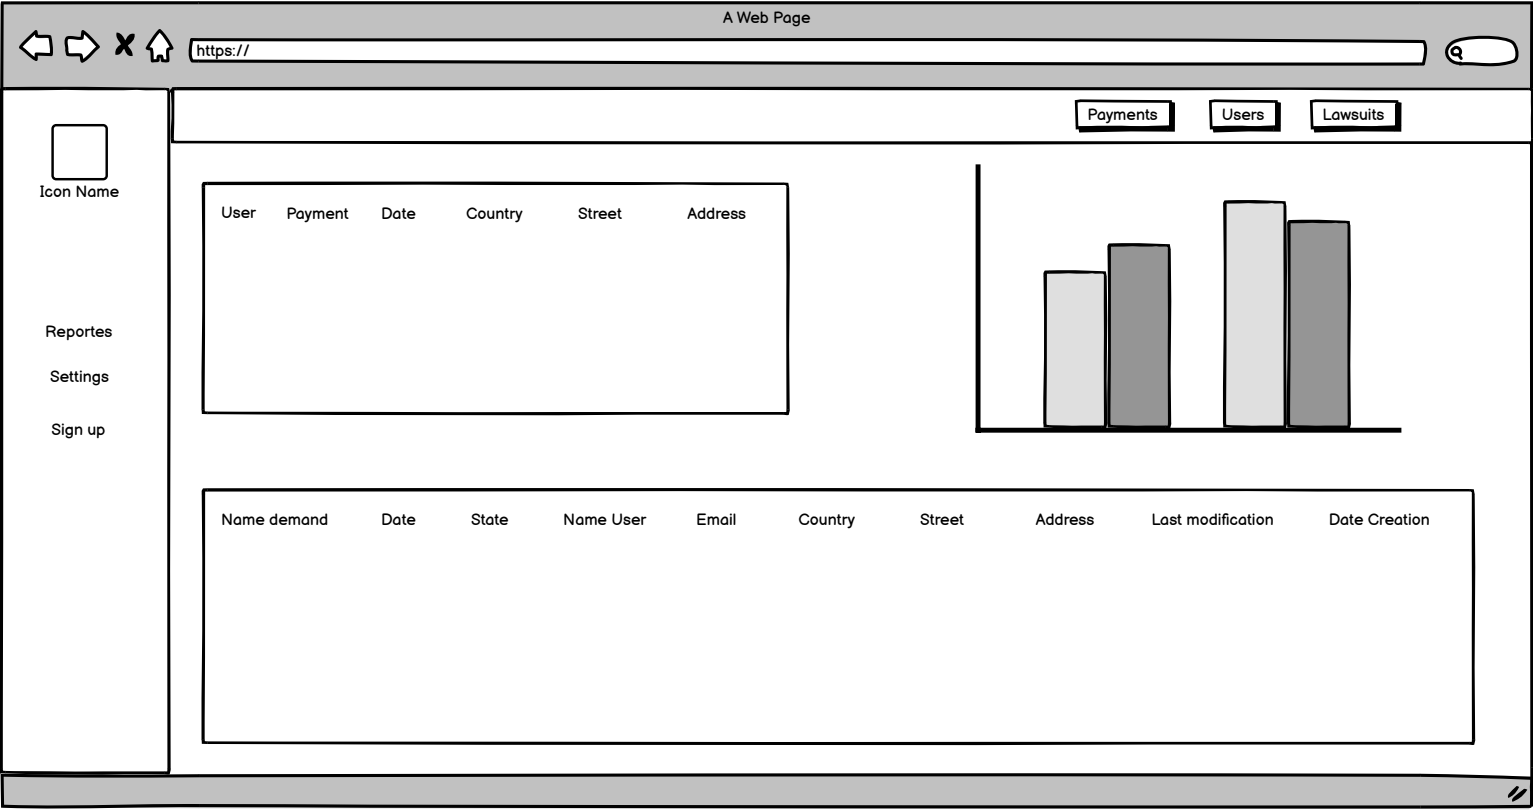 A Web Page
https://
Payments Users Lawsuits
Icon Name
Reportes
Settings
Sign up
User Payment Date Country Street Address
Name demand Date State Name User Email Country Street Address Last modification Date Creation